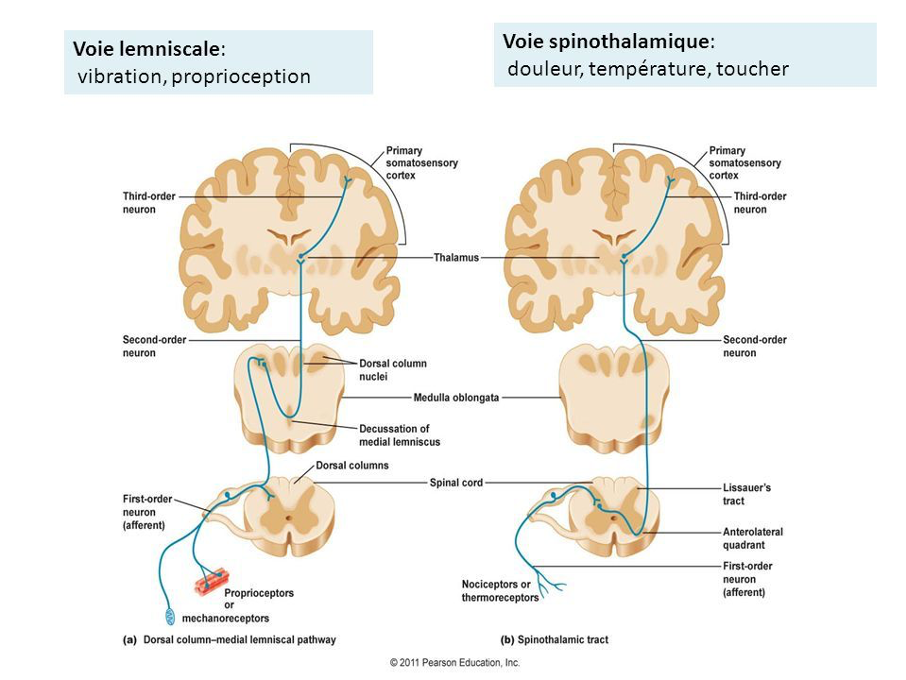 Voie lemniscale:
vibration, proprioception
Voie spinothalamique:
douleur, température, toucher
Primary
somatosensory
cortex
Third-order
neuron
Primary
somatosensory
cortex
Third-order
neuron
Thalamus
Second-order
neuron
Second-order
neuron
Dorsal column
nuclei
Medulla oblongata
Decussation of
medial lemniscus
Dorsal columns
Spinal cord
First-order
neuron
(afferent)
Lissauer's
tract
Anterolateral
quadrant
First-order
neuron
(afferent)
Proprioceptors
or
mechanoreceptors
Nociceptors or
thermoreceptors
(a) Dorsal column–medial lemniscal pathway
(b) Spinothalamic tract
© 2011 Pearson Education, Inc.